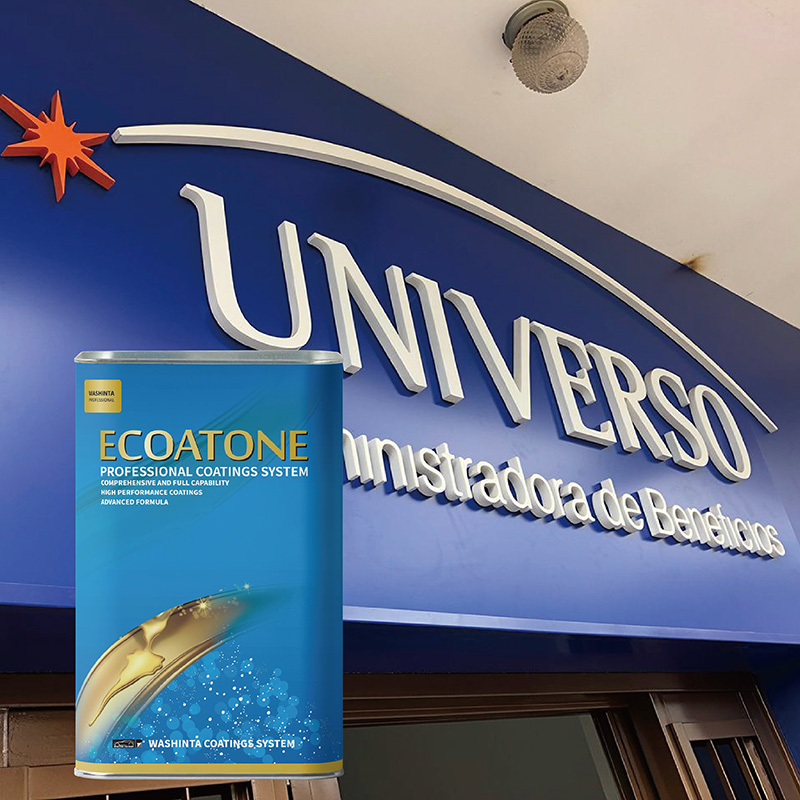 UNIVERSO
ministradora de Benefícios
WASHINTA
PROFESSIONAL
ECOATONE
PROFESSIONAL COATINGS SYSTEM
COMPREHENSIVE AND FULL CAPABILITY
HIGH PERFORMANCE COATINGS
ADVANCED FORMULA
WASHINTA COATINGS SYSTEM